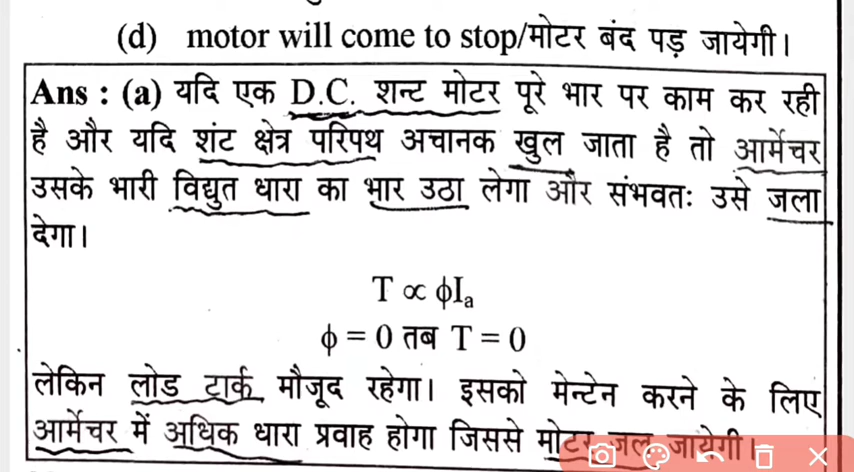 (d) motor will come to stop/मोटर बंद पड़ जायेगी।
Ans : (a) यदि एक D.C. शन्ट मोटर पूरे भार पर काम कर रही
है और यदि शंट क्षेत्र परिपथ अचानक खुल जाता है तो आर्मेचर
उसके भारी विद्युत धारा का भार उठा लेगा और संभवतः उसे जला
देगा।
T ∝ ϕIₐ
ϕ = 0 तब T = 0
लेकिन लोड टार्क मौजूद रहेगा। इसको मेन्टेन करने के लिए
आर्मेचर में अधिक धारा प्रवाह होगा जिससे मोटर जल जायेगी।